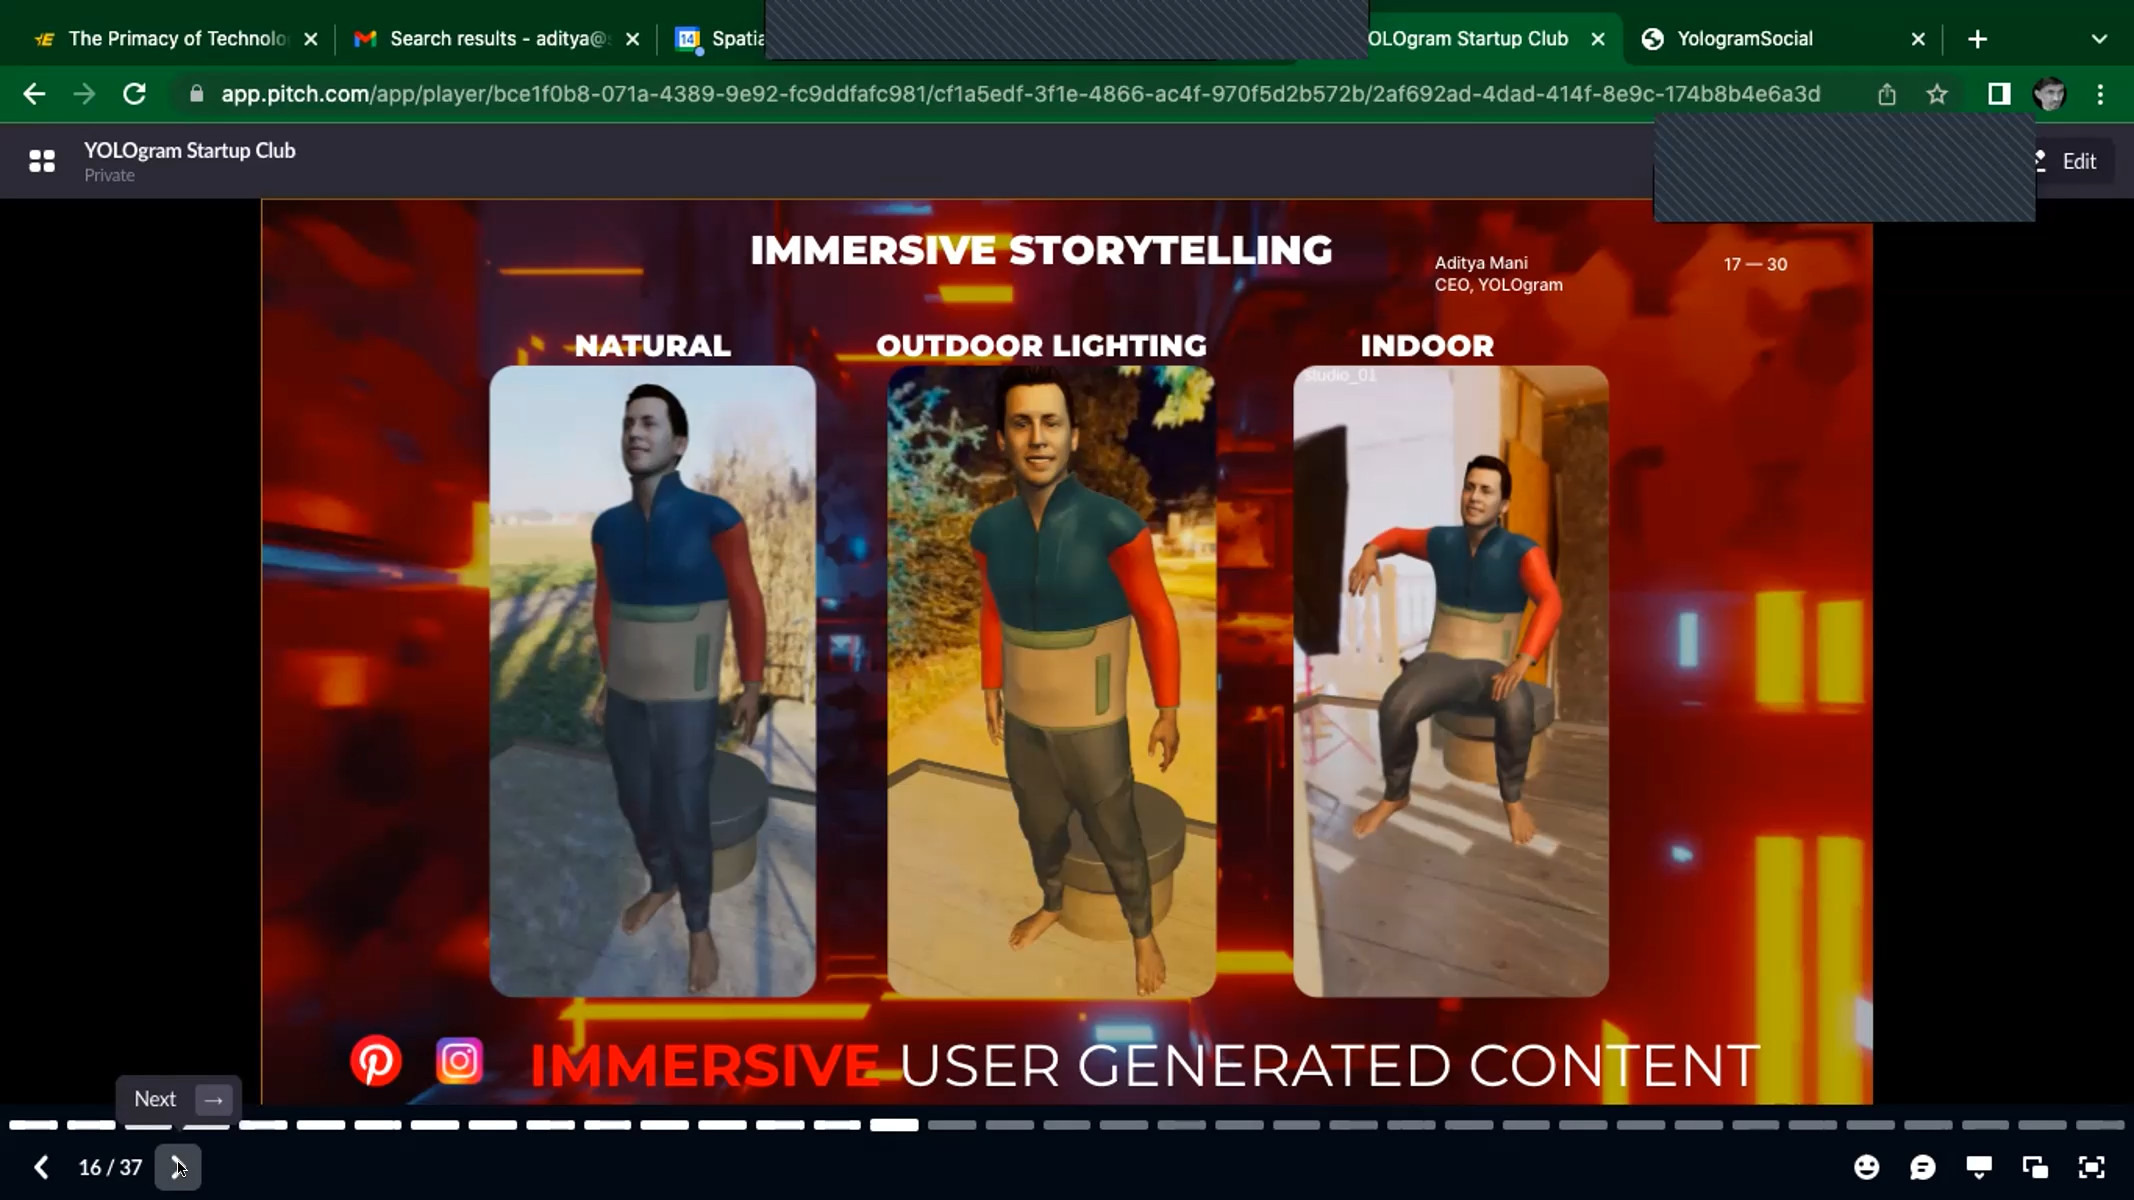 The Primacy of Technolo
Search results - aditya@
14
Spatia
OLOgram Startup Club
YologramSocial
app.pitch.com/app/player/bce1f0b8-071a-4389-9e92-fc9ddfafc981/cf1a5edf-3f1e-4866-ac4f-970f5d2b572b/2af692ad-4dad-414f-8e9c-174b8b4e6a3d
YOLOgram Startup Club
Private
Edit
IMMERSIVE STORYTELLING
Aditya Mani
CEO, YOLOgram
17 — 30
NATURAL
OUTDOOR LIGHTING
INDOOR
studio_01
IMMERSIVE USER GENERATED CONTENT
Next →
16 / 37